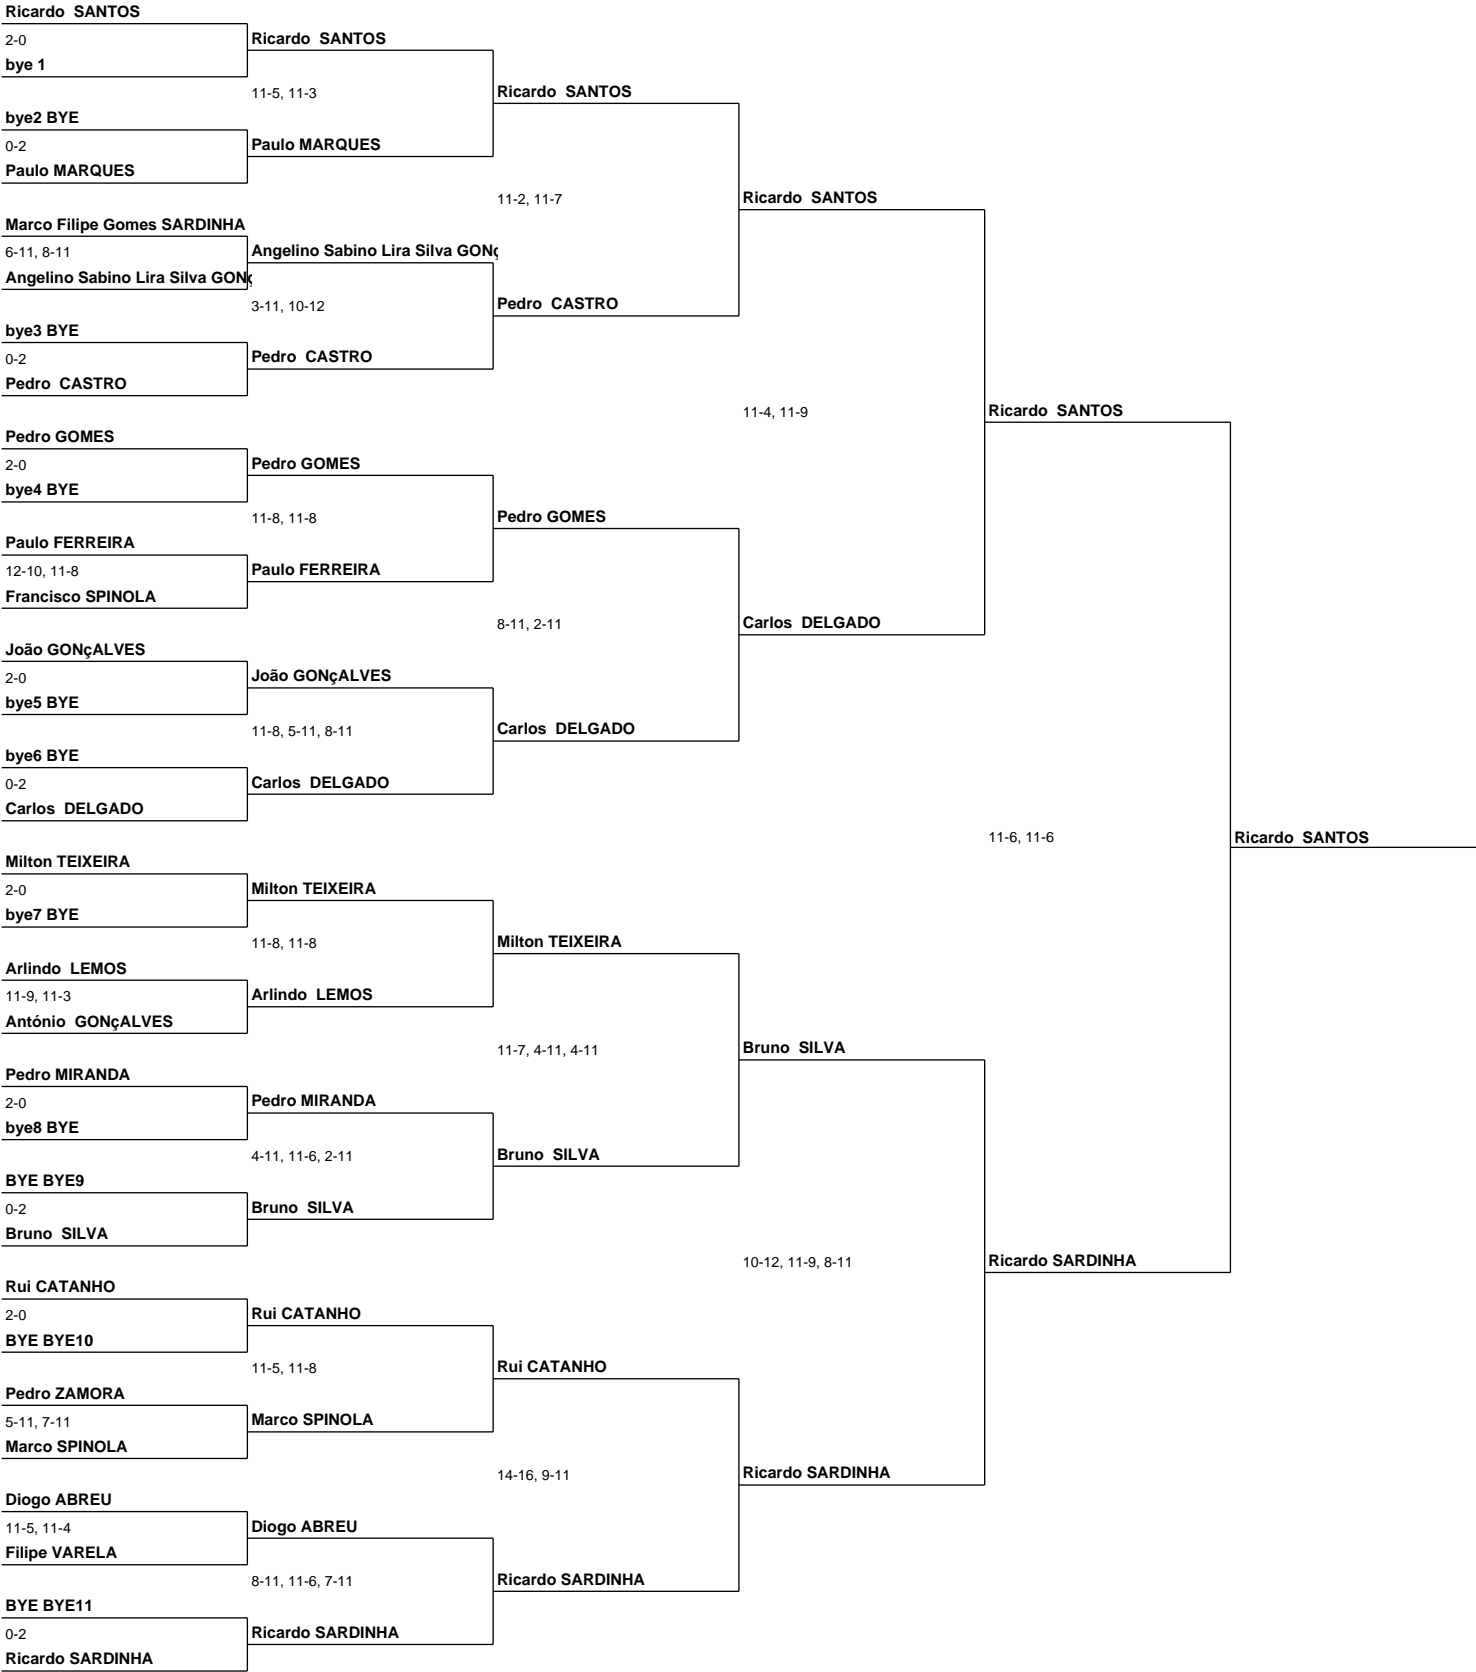 Ricardo  SANTOS
2-0
bye 1
bye2 BYE
0-2
Paulo MARQUES
Marco Filipe Gomes SARDINHA
6-11, 8-11
Angelino Sabino Lira Silva GONç
bye3 BYE
0-2
Pedro  CASTRO
Pedro GOMES
2-0
bye4 BYE
Paulo FERREIRA
12-10, 11-8
Francisco SPINOLA
João GONçALVES
2-0
bye5 BYE
bye6 BYE
0-2
Carlos  DELGADO
Milton TEIXEIRA
2-0
bye7 BYE
Arlindo  LEMOS
11-9, 11-3
António  GONçALVES
Pedro MIRANDA
2-0
bye8 BYE
BYE BYE9
0-2
Bruno  SILVA
Rui CATANHO
2-0
BYE BYE10
Pedro ZAMORA
5-11, 7-11
Marco SPINOLA
Diogo ABREU
11-5, 11-4
Filipe VARELA
BYE BYE11
0-2
Ricardo SARDINHA
Ricardo  SANTOS
11-5, 11-3
Paulo MARQUES
Angelino Sabino Lira Silva GONç
3-11, 10-12
Pedro  CASTRO
Pedro GOMES
11-8, 11-8
Paulo FERREIRA
João GONçALVES
11-8, 5-11, 8-11
Carlos  DELGADO
Milton TEIXEIRA
11-8, 11-8
Arlindo  LEMOS
Pedro MIRANDA
4-11, 11-6, 2-11
Bruno  SILVA
Rui CATANHO
11-5, 11-8
Marco SPINOLA
Diogo ABREU
8-11, 11-6, 7-11
Ricardo SARDINHA
Ricardo  SANTOS
11-2, 11-7
Pedro  CASTRO
Pedro GOMES
8-11, 2-11
Carlos  DELGADO
Milton TEIXEIRA
11-7, 4-11, 4-11
Bruno  SILVA
Rui CATANHO
14-16, 9-11
Ricardo SARDINHA
Ricardo  SANTOS
11-4, 11-9
Carlos  DELGADO
Bruno  SILVA
10-12, 11-9, 8-11
Ricardo SARDINHA
Ricardo  SANTOS
11-6, 11-6
Ricardo SARDINHA
Ricardo  SANTOS